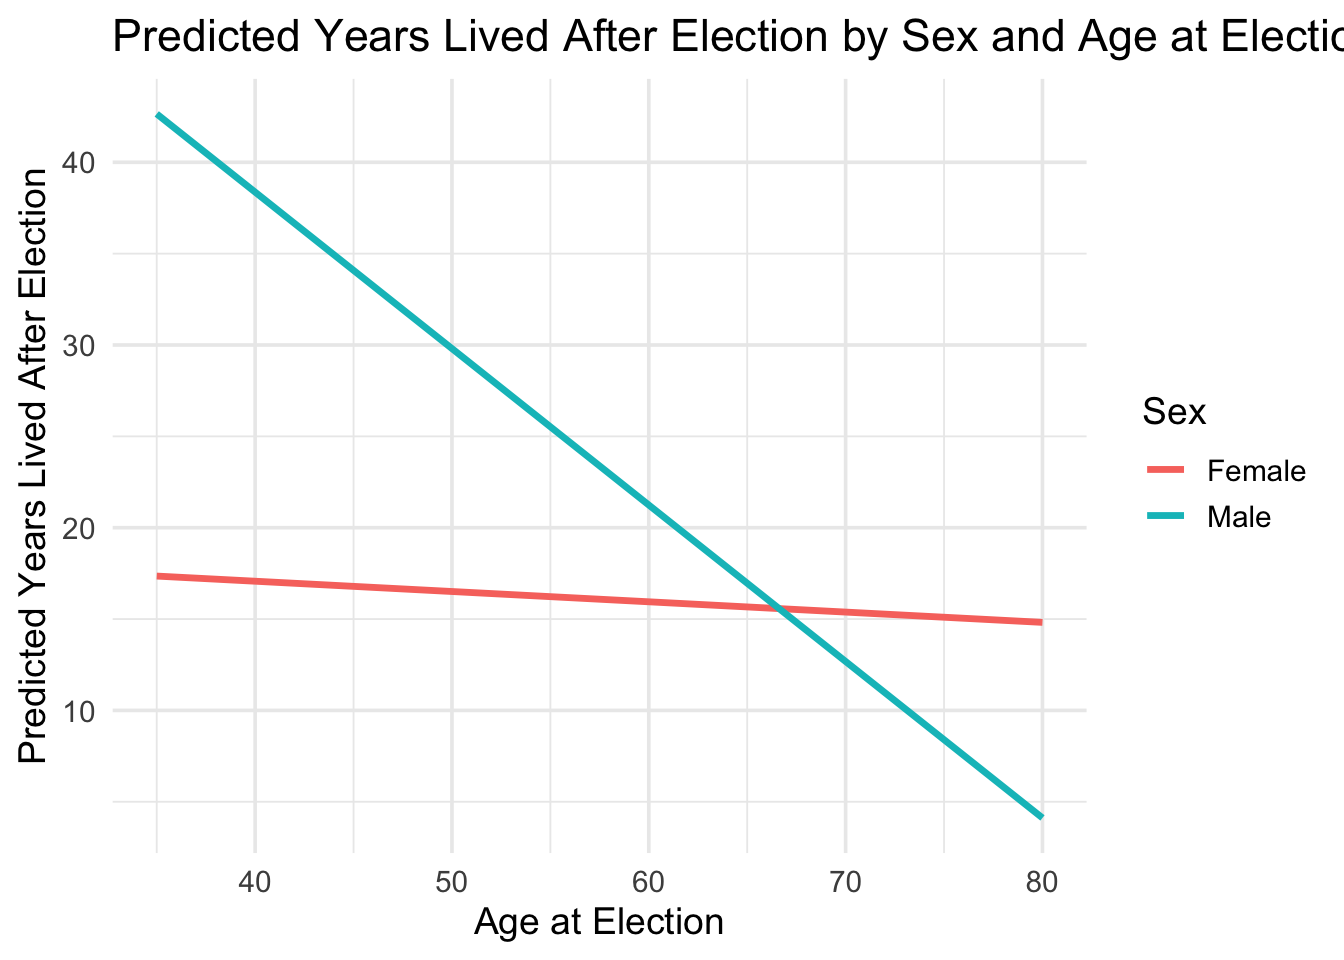 Predicted Years Lived After Election by Sex and Age at Electio
Predicted Years Lived After Election
40
30
20
10
40 50 60 70 80
Age at Election
Sex
Female
Male